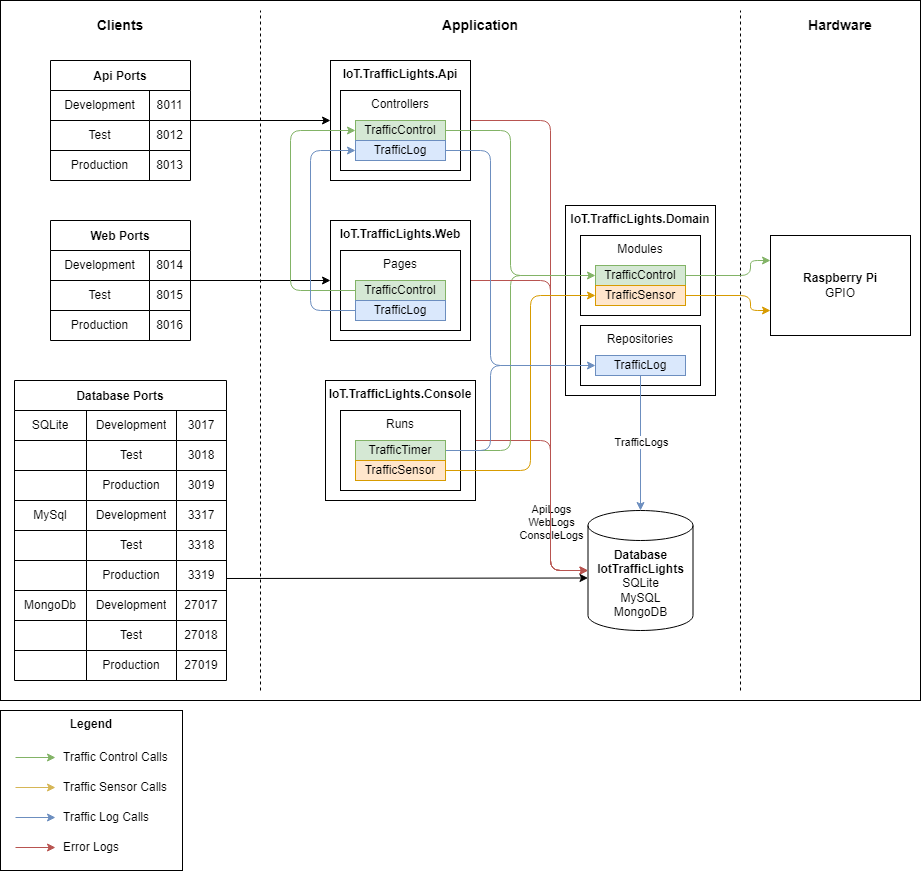 Clients
Application
Hardware
Api Ports
Development 8011
Test 8012
Production 8013
Web Ports
Development 8014
Test 8015
Production 8016
Database Ports
SQLite Development 3017
Test 3018
Production 3019
MySql Development 3317
Test 3318
Production 3319
MongoDb Development 27017
Test 27018
Production 27019
IoT.TrafficLights.Api
Controllers
TrafficControl
TrafficLog
IoT.TrafficLights.Web
Pages
TrafficControl
TrafficLog
IoT.TrafficLights.Console
Runs
TrafficTimer
TrafficSensor
IoT.TrafficLights.Domain
Modules
TrafficControl
TrafficSensor
Repositories
TrafficLog
TrafficLogs
ApiLogs
WebLogs
ConsoleLogs
Database
IotTrafficLights
SQLite
MySQL
MongoDB
Raspberry Pi
GPIO
Legend
Traffic Control Calls
Traffic Sensor Calls
Traffic Log Calls
Error Logs